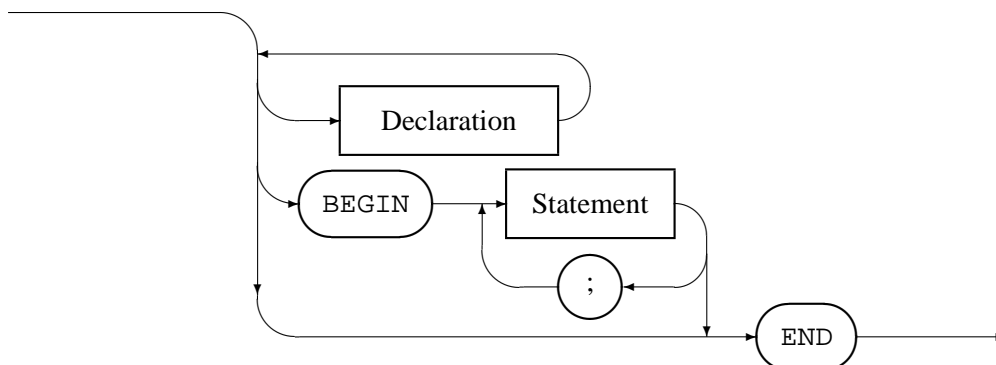 Declaration
BEGIN Statement
;
END